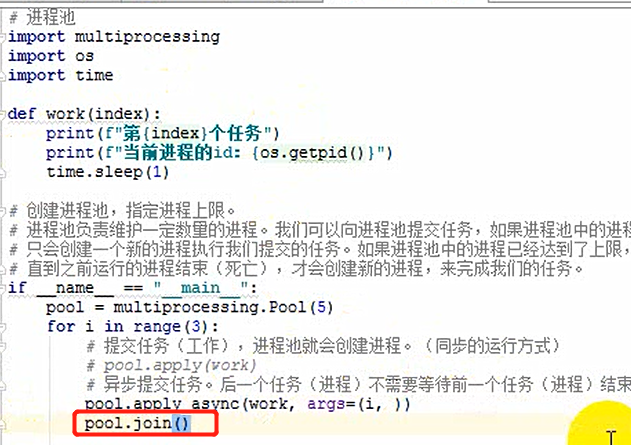 # 进程池
import multiprocessing
import os
import time
def work(index):
print(f"第{index}个任务")
print(f"当前进程的id：{os.getpid()}")
time.sleep(1)
# 创建进程池，指定进程上限。
# 进程池负责维护一定数量的进程。我们可以向进程池提交任务，如果进程池中的进程
# 只会创建一个新的进程执行我们提交的任务。如果进程池中的进程已经达到了上限，
# 直到之前运行的进程结束（死亡），才会创建新的进程，来完成我们的任务。
if __name__ == "__main__":
pool = multiprocessing.Pool(5)
for i in range(3):
# 提交任务（工作），进程池就会创建进程。（同步的运行方式）
# pool.apply(work)
# 异步提交任务。后一个任务（进程）不需要等待前一个任务（进程）结束
pool.apply_async(work, args=(i, ))
pool.join()